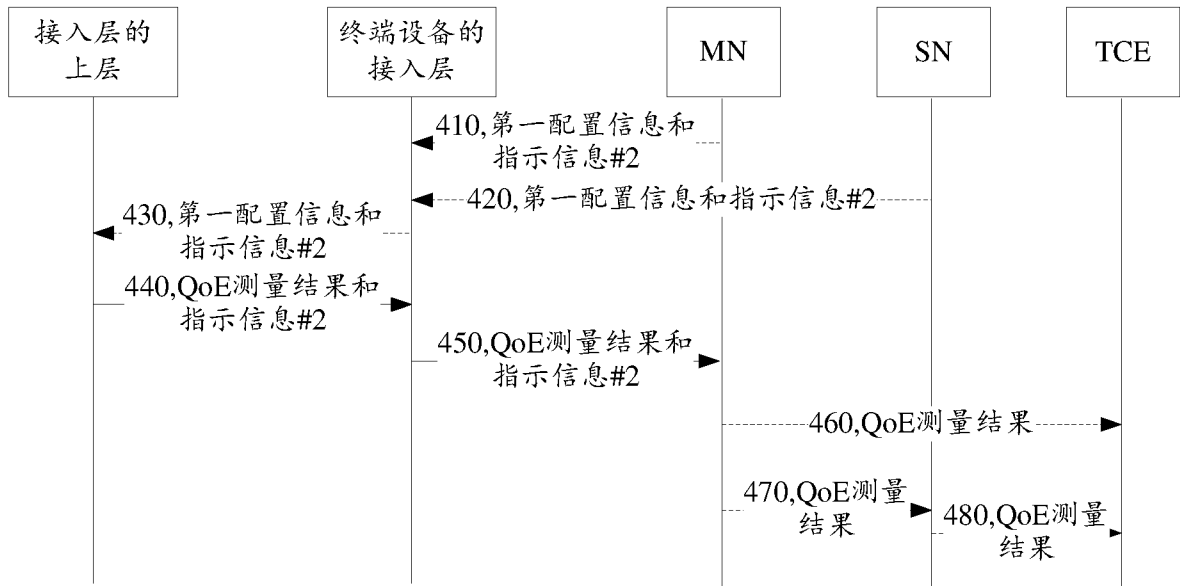 接入层的
上层
终端设备的
接入层
MN
SN
TCE
410,第一配置信息和
指示信息#2
420,第一配置信息和指示信息#2
430,第一配置信息和
指示信息#2
440,QoE测量结果和
指示信息#2
450,QoE测量结果和
指示信息#2
460,QoE测量结果
470,QoE测量
结果
480,QoE测量
结果